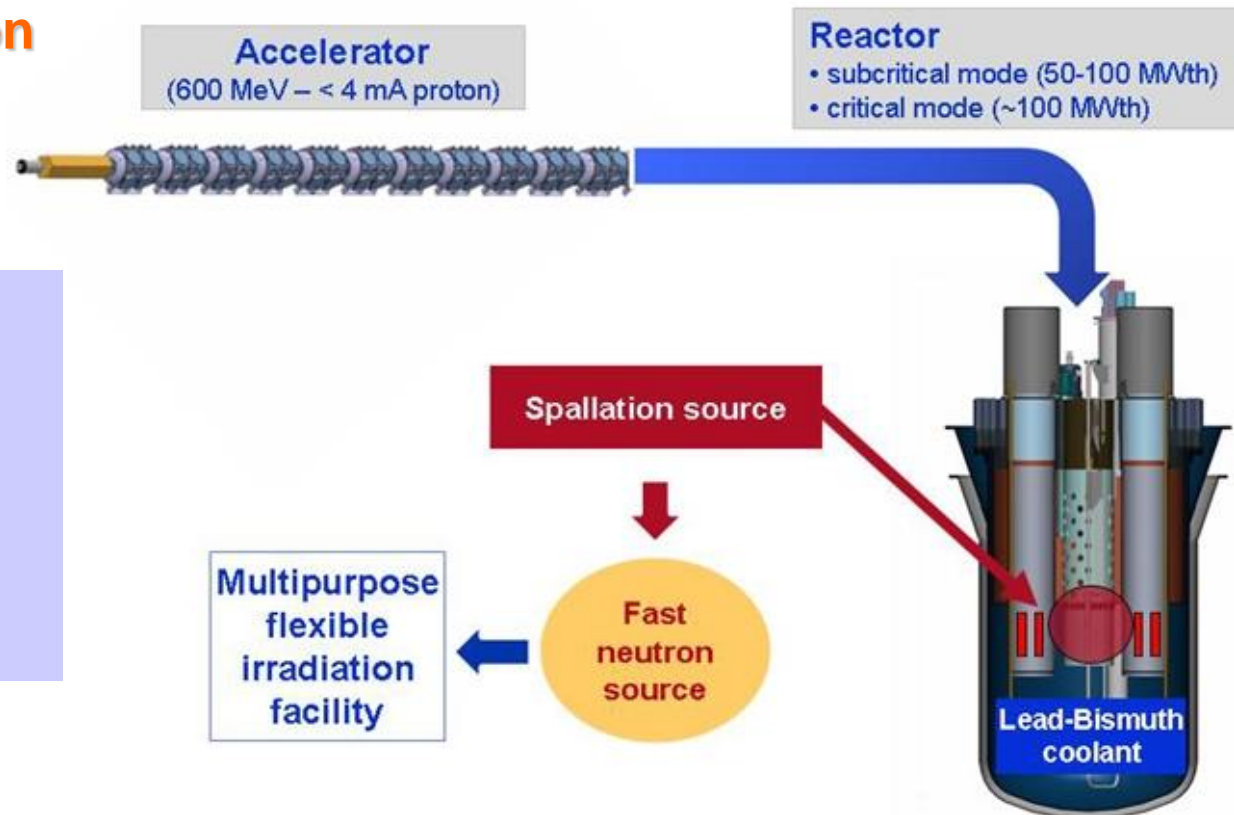 on
Accelerator
(600 MeV – < 4 mA proton)
Reactor
• subcritical mode (50-100 MWth)
• critical mode (~100 MWth)
Spallation source
Multipurpose
flexible
irradiation
facility
Fast
neutron
source
Lead-Bismuth
coolant